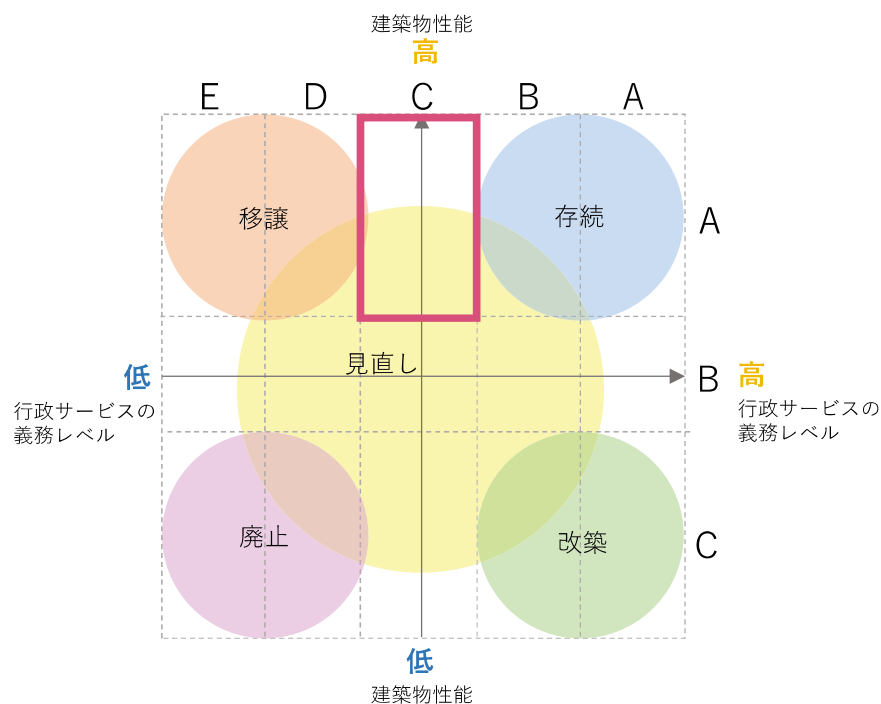 建築物性能
高
E D C B A
移譲
存続
A
見直し
低
B
高
行政サービスの
義務レベル
行政サービスの
義務レベル
廃止
改築
C
低
建築物性能